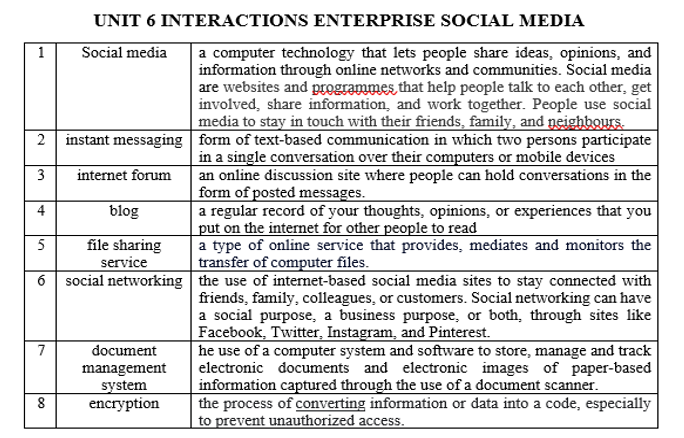 UNIT 6 INTERACTIONS ENTERPRISE SOCIAL MEDIA
1 Social media a computer technology that lets people share ideas, opinions, and
information through online networks and communities. Social media
are websites and programmes that help people talk to each other, get
involved, share information, and work together. People use social
media to stay in touch with their friends, family, and neighbours.
2 instant messaging form of text-based communication in which two persons participate
in a single conversation over their computers or mobile devices
3 internet forum an online discussion site where people can hold conversations in the
form of posted messages.
4 blog a regular record of your thoughts, opinions, or experiences that you
put on the internet for other people to read
5 file sharing a type of online service that provides, mediates and monitors the
service transfer of computer files.
6 social networking the use of internet-based social media sites to stay connected with
friends, family, colleagues, or customers. Social networking can have
a social purpose, a business purpose, or both, through sites like
Facebook, Twitter, Instagram, and Pinterest.
7 document he use of a computer system and software to store, manage and track
management electronic documents and electronic images of paper-based
system information captured through the use of a document scanner.
8 encryption the process of converting information or data into a code, especially
to prevent unauthorized access.